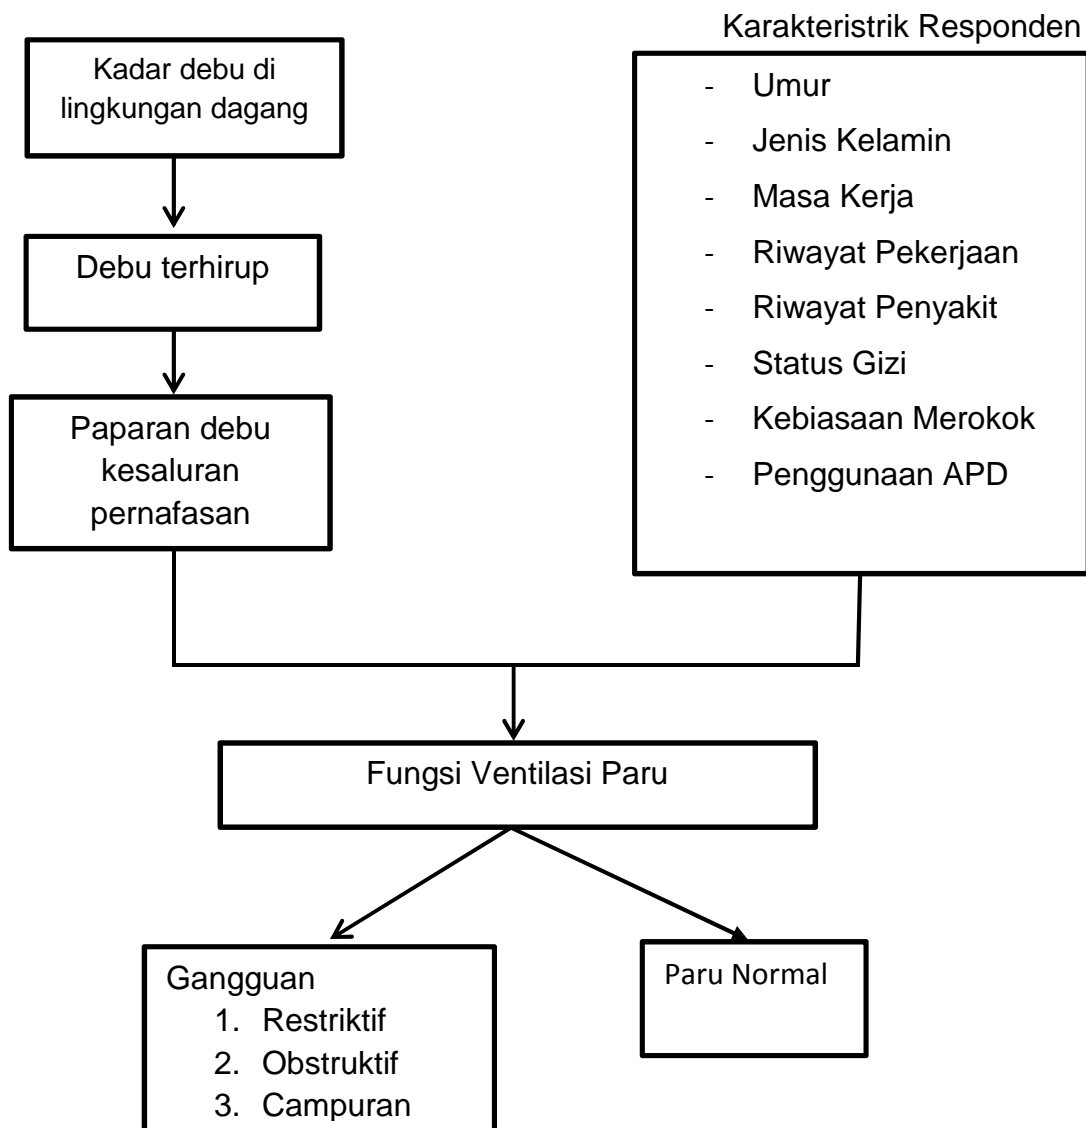 Karakteristrik Responden
Kadar debu di
lingkungan dagang
Debu terhirup
Paparan debu
kesaluran
pernafasan
- Umur
- Jenis Kelamin
- Masa Kerja
- Riwayat Pekerjaan
- Riwayat Penyakit
- Status Gizi
- Kebiasaan Merokok
- Penggunaan APD
Fungsi Ventilasi Paru
Gangguan
1. Restriktif
2. Obstruktif
3. Campuran
Paru Normal